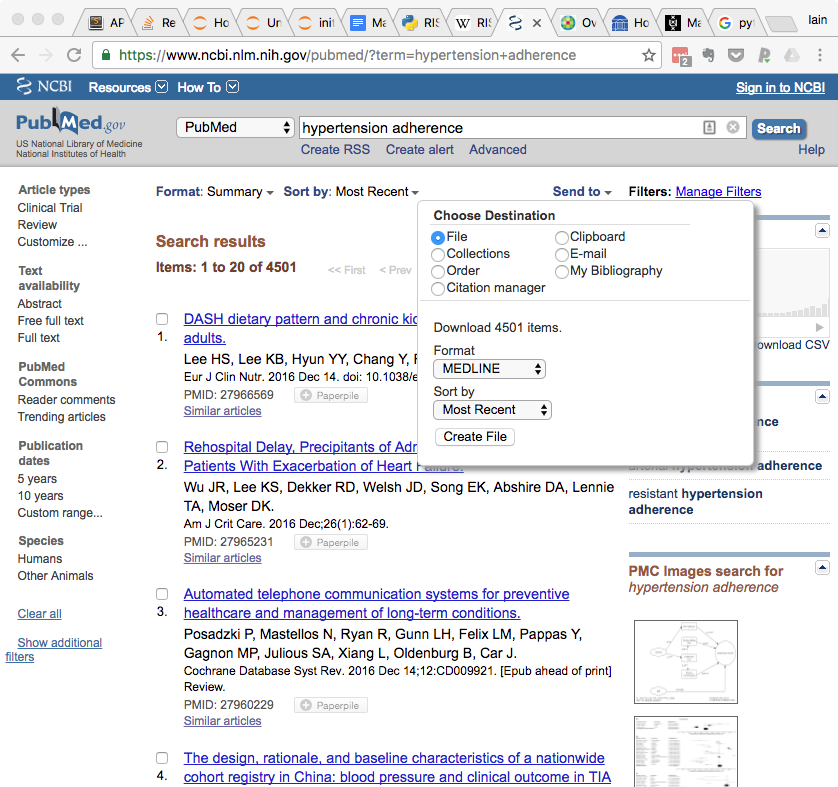 AP Re Ho Un init Ma RIS RIS Ov Ho Ma py Iain
https://www.ncbi.nlm.nih.gov/pubmed/?term=hypertension+adherence
2
NCBI Resources How To Sign in to NCBI
PubMed.gov
US National Library of Medicine
National Institutes of Health
PubMed
hypertension adherence
Search
Create RSS Create alert Advanced
Help
Article types
Clinical Trial
Review
Customize ...
Text
availability
Abstract
Free full text
Full text
PubMed
Commons
Reader comments
Trending articles
Publication
dates
5 years
10 years
Custom range...
Species
Humans
Other Animals
Clear all
Show additional
filters
Format: Summary Sort by: Most Recent Send to
Search results
Items: 1 to 20 of 4501 << First < Prev
Choose Destination
File
Clipboard
Collections
E-mail
Order
My Bibliography
Citation manager
Download 4501 items.
Format
MEDLINE
Sort by
Most Recent
Create File
1.
DASH dietary pattern and chronic kid
adults.
Lee HS, Lee KB, Hyun YY, Chang Y,
Eur J Clin Nutr. 2016 Dec 14. doi: 10.1038/e
PMID: 27966569 Paperpile
Similar articles
2.
Rehospital Delay, Precipitants of Adm
Patients With Exacerbation of Heart Failure.
Wu JR, Lee KS, Dekker RD, Welsh JD, Song EK, Abshire DA, Lennie
TA, Moser DK.
Am J Crit Care. 2016 Dec;26(1):62-69.
PMID: 27965231 Paperpile
Similar articles
3.
Automated telephone communication systems for preventive
healthcare and management of long-term conditions.
Posadzki P, Mastellos N, Ryan R, Gunn LH, Felix LM, Pappas Y,
Gagnon MP, Julious SA, Xiang L, Oldenburg B, Car J.
Cochrane Database Syst Rev. 2016 Dec 14;12:CD009921. [Epub ahead of print]
Review.
PMID: 27960229 Paperpile
Similar articles
4.
The design, rationale, and baseline characteristics of a nationwide
cohort registry in China: blood pressure and clinical outcome in TIA
Filters: Manage Filters
ownload CSV
nce
arterial hypertension adherence
resistant hypertension
adherence
PMC Images search for
hypertension adherence